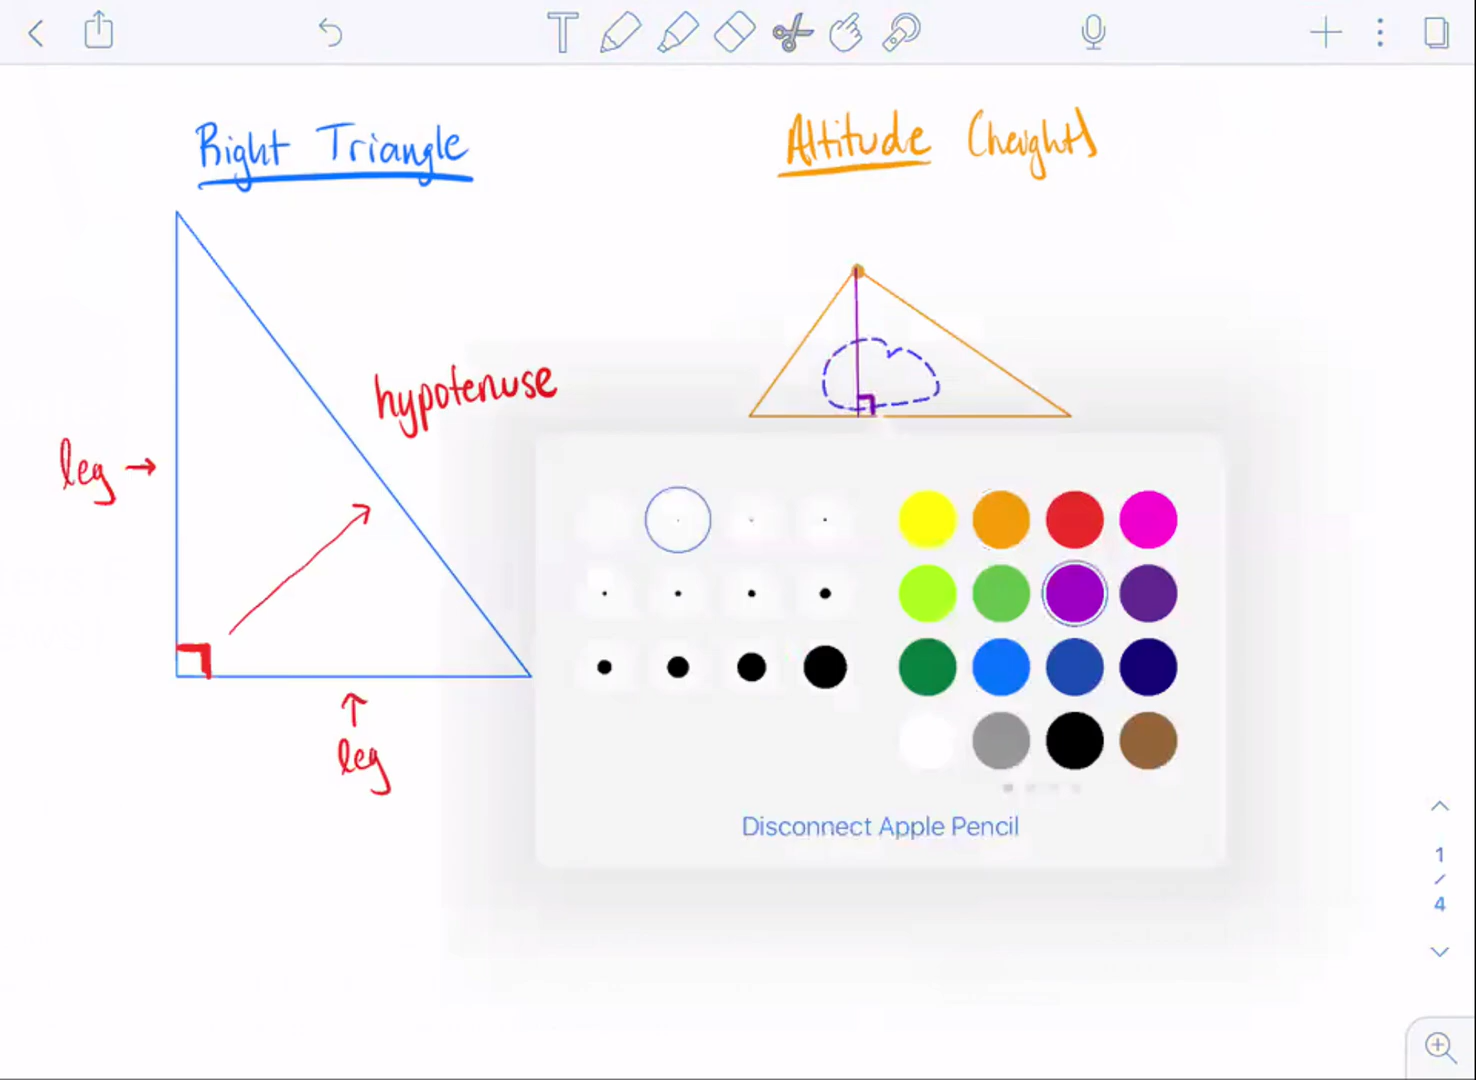 Right Triangle
Altitude (height)
hypotenuse
leg →
↑
leg
Disconnect Apple Pencil
1
/
4